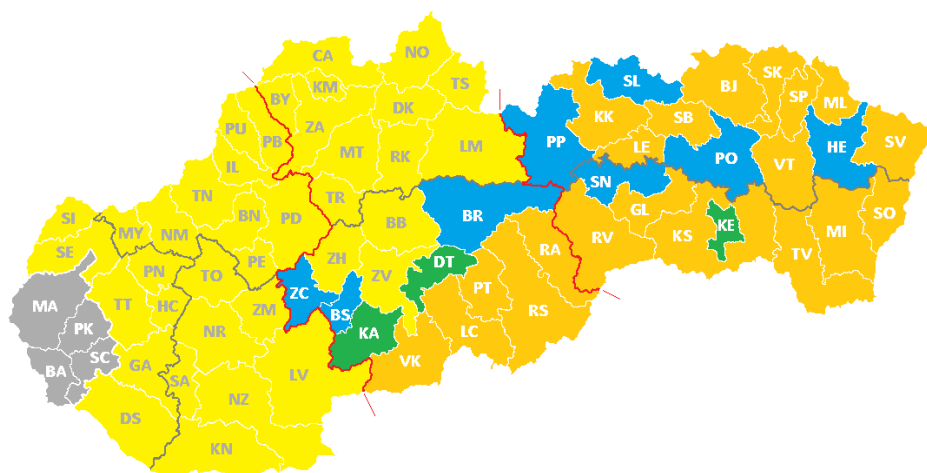 CA
NO
TS
BY
KM
DK
ZA
PU
PB
MT
RK
LM
IL
TN
TR
BN
PD
SI
MY
NM
SE
PN
TO
PE
ZH
BB
ZV
BR
DT
ZC
BS
KA
MA
PK
SC
BA
TT
HC
GA
DS
NR
ZM
SA
NZ
LV
KN
SL
BJ
SK
SP
ML
KK
SB
PP
LE
PO
VT
HE
SV
SN
GL
RV
KS
KE
TV
MI
SO
RA
PT
RS
LC
VK